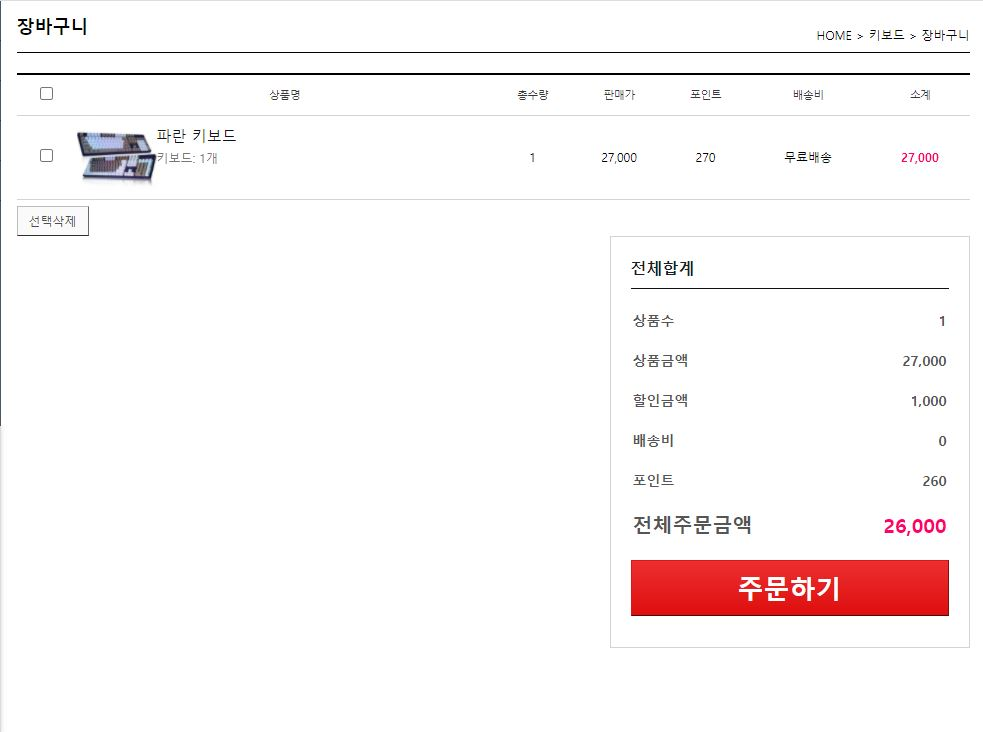 장바구니
HOME > 키보드 > 장바구니
상품명 총수량 판매가 포인트 배송비 소계
파란 키보드
키보드: 1개
1 27,000 270 무료배송 27,000
선택삭제
전체합계
상품수 1
상품금액 27,000
할인금액 1,000
배송비 0
포인트 260
전체주문금액 26,000
주문하기